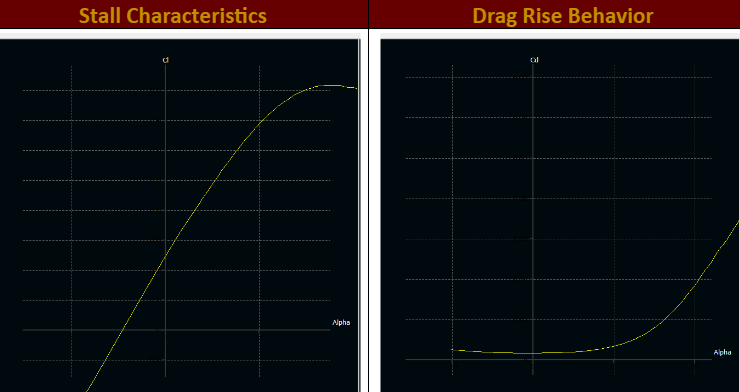 Stall Characteristics
Drag Rise Behavior
Cl
Cd
Alpha
Alpha